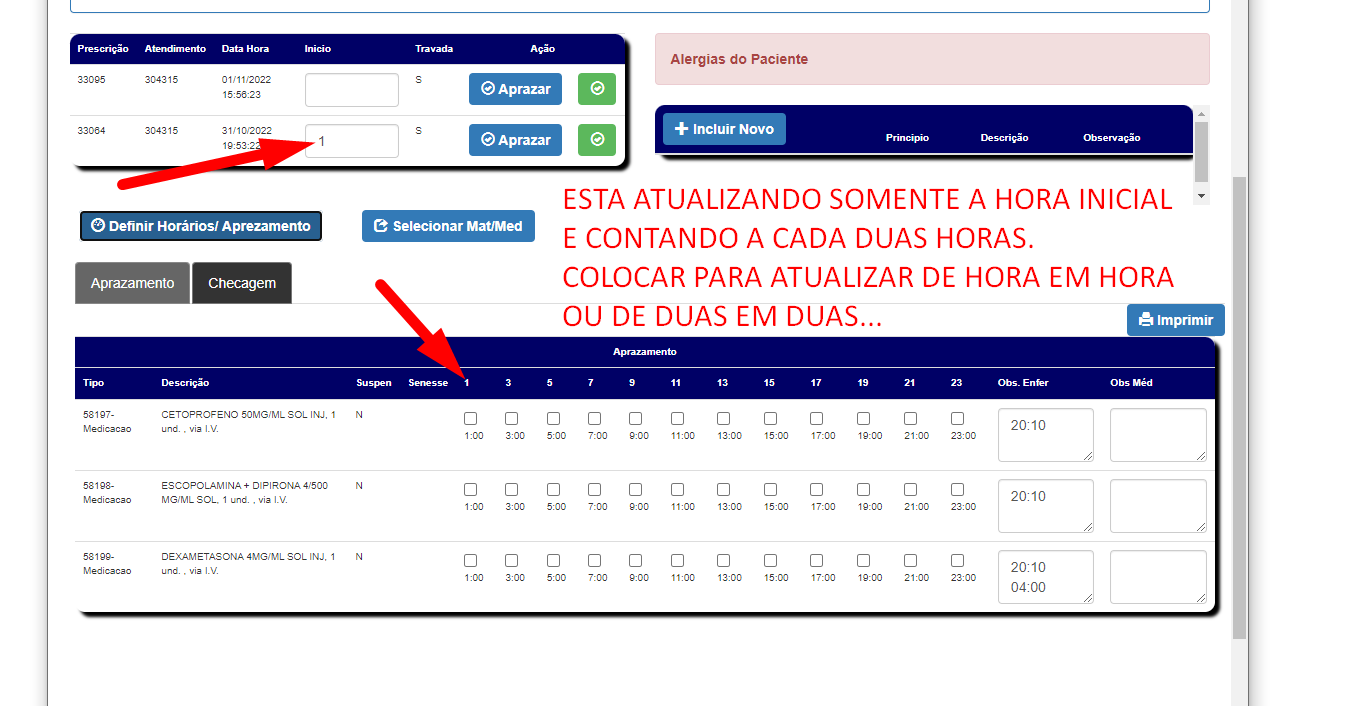 Prescrição Atendimento Data Hora Inicio Travada Ação
33095 304315 01/11/2022 15:56:23 S Aprazar
33064 304315 31/10/2022 19:53:22 1 S Aprazar
Alergias do Paciente
Incluir Novo Principio Descrição Observação
ESTA ATUALIZANDO SOMENTE A HORA INICIAL
E CONTANDO A CADA DUAS HORAS.
COLOCAR PARA ATUALIZAR DE HORA EM HORA
OU DE DUAS EM DUAS...
Definir Horários/ Aprezamento Selecionar Mat/Med
Aprazamento Checagem
Imprimir
Aprazamento
Tipo Descrição Suspen Senesse 1 3 5 7 9 11 13 15 17 19 21 23 Obs. Enfer Obs Méd
58197- CETOPROFENO 50MG/ML SOL INJ, 1 N 20:10
Medicacao und. , via I.V. 1:00 3:00 5:00 7:00 9:00 11:00 13:00 15:00 17:00 19:00 21:00 23:00
58198- ESCOPOLAMINA + DIPIRONA 4/500 N 20:10
Medicacao MG/ML SOL, 1 und. , via I.V. 1:00 3:00 5:00 7:00 9:00 11:00 13:00 15:00 17:00 19:00 21:00 23:00
58199- DEXAMETASONA 4MG/ML SOL INJ, 1 N 20:10
Medicacao und. , via I.V. 1:00 3:00 5:00 7:00 9:00 11:00 13:00 15:00 17:00 19:00 21:00 23:00 04:00